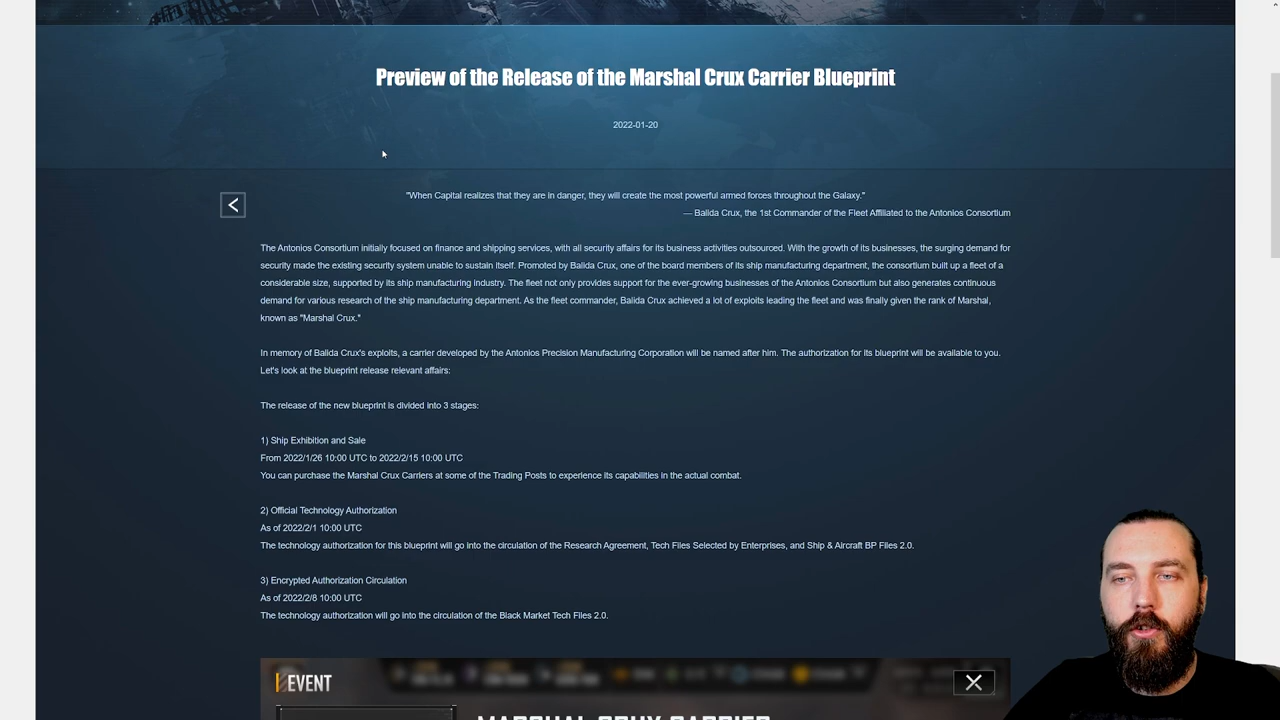 Preview of the Release of the Marshal Crux Carrier Blueprint
2022-01-20
"When Capital realizes that they are in danger, they will create the most powerful armed forces throughout the Galaxy."
— Balida Crux, the 1st Commander of the Fleet Affiliated to the Antonios Consortium
The Antonios Consortium initially focused on finance and shipping services, with all security affairs for its business activities outsourced. With the growth of its businesses, the surging demand for
security made the existing security system unable to sustain itself. Promoted by Balida Crux, one of the board members of its ship manufacturing department, the consortium built up a fleet of a
considerable size, supported by its ship manufacturing industry. The fleet not only provides support for the ever-growing businesses of the Antonios Consortium but also generates continuous
demand for various research of the ship manufacturing department. As the fleet commander, Balida Crux achieved a lot of exploits leading the fleet and was finally given the rank of Marshal,
known as "Marshal Crux."
In memory of Balida Crux's exploits, a carrier developed by the Antonios Precision Manufacturing Corporation will be named after him. The authorization for its blueprint will be available to you.
Let's look at the blueprint release relevant affairs:
The release of the new blueprint is divided into 3 stages:
1) Ship Exhibition and Sale
From 2022/1/26 10:00 UTC to 2022/2/15 10:00 UTC
You can purchase the Marshal Crux Carriers at some of the Trading Posts to experience its capabilities in the actual combat.
2) Official Technology Authorization
As of 2022/2/1 10:00 UTC
The technology authorization for this blueprint will go into the circulation of the Research Agreement, Tech Files Selected by Enterprises, and Ship & Aircraft BP Files 2.0.
3) Encrypted Authorization Circulation
As of 2022/2/8 10:00 UTC
The technology authorization will go into the circulation of the Black Market Tech Files 2.0.
EVENT
MARSHAL CRUX CARRIER